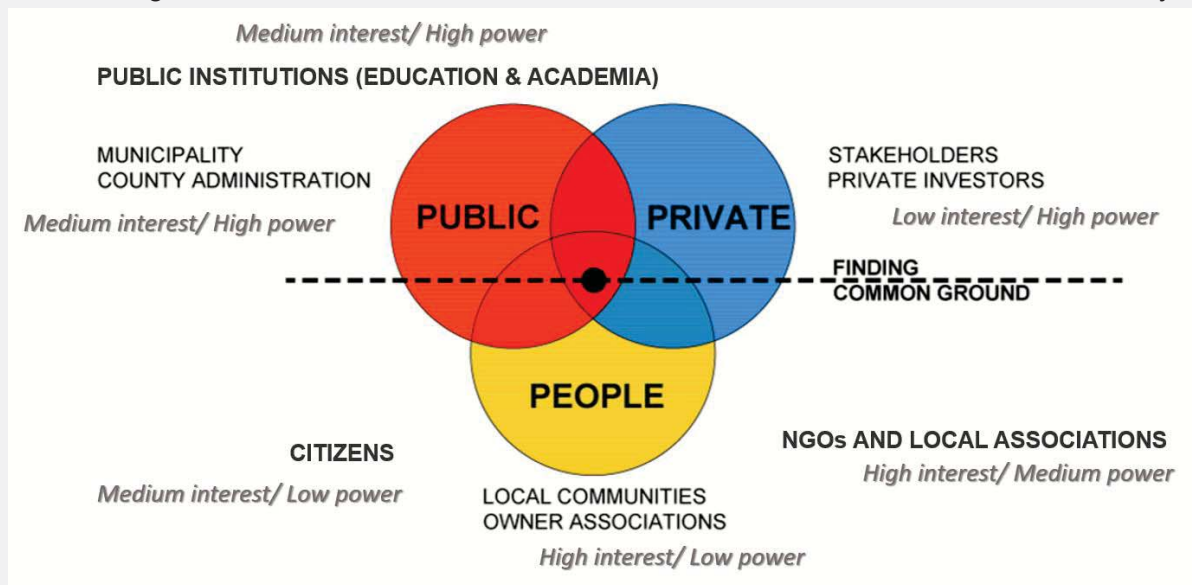 Medium interest/ High power
PUBLIC INSTITUTIONS (EDUCATION & ACADEMIA)
MUNICIPALITY
COUNTY ADMINISTRATION
Medium interest/ High power
PUBLIC
PRIVATE
STAKEHOLDERS
PRIVATE INVESTORS
Low interest/ High power
FINDING
COMMON GROUND
PEOPLE
CITIZENS
Medium interest/ Low power
NGOs AND LOCAL ASSOCIATIONS
High interest/ Medium power
LOCAL COMMUNITIES
OWNER ASSOCIATIONS
High interest/ Low power